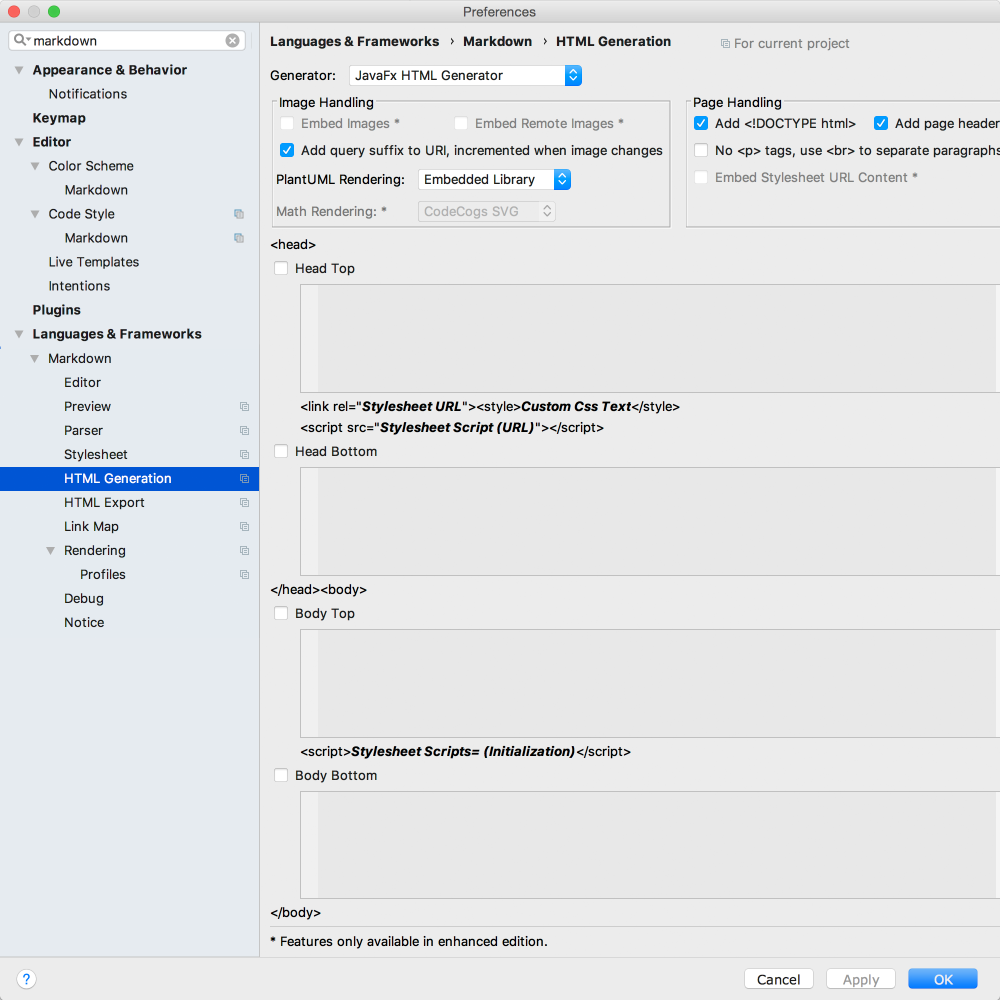 Preferences
markdown
Appearance & Behavior
Notifications
Keymap
Editor
Color Scheme
Markdown
Code Style
Markdown
Live Templates
Intentions
Plugins
Languages & Frameworks
Markdown
Editor
Preview
Parser
Stylesheet
HTML Generation
HTML Export
Link Map
Rendering
Profiles
Debug
Notice
Languages & Frameworks › Markdown › HTML Generation For current project
Generator: JavaFx HTML Generator
Image Handling
Embed Images * Embed Remote Images *
Add query suffix to URI, incremented when image changes
PlantUML Rendering: Embedded Library
Math Rendering: * CodeCogs SVG
Page Handling
Add <!DOCTYPE html> Add page header
No <p> tags, use <br> to separate paragraphs
Embed Stylesheet URL Content *
<head>
Head Top
<link rel="Stylesheet URL"><style>Custom Css Text</style>
<script src="Stylesheet Script (URL)"></script>
Head Bottom
</head><body>
Body Top
<script>Stylesheet Scripts= (Initialization)</script>
Body Bottom
</body>
* Features only available in enhanced edition.
? Cancel Apply OK